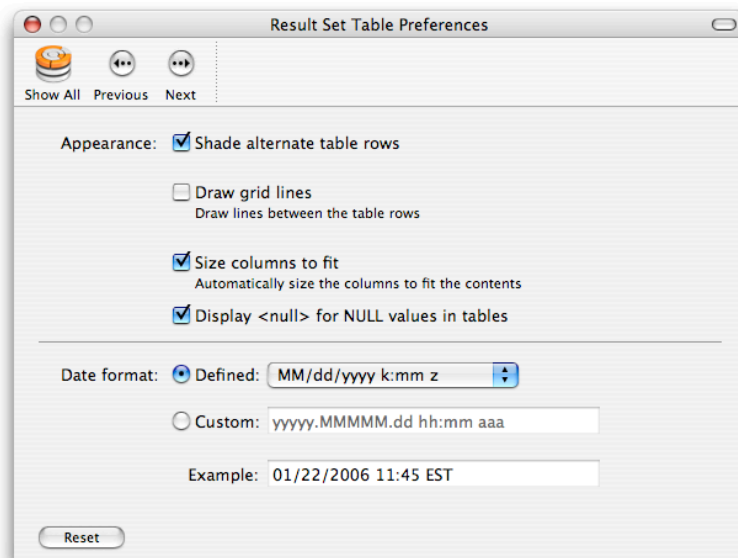 Result Set Table Preferences
Show All Previous Next
Appearance: Shade alternate table rows
Draw grid lines
Draw lines between the table rows
Size columns to fit
Automatically size the columns to fit the contents
Display <null> for NULL values in tables
Date format: Defined: MM/dd/yyyy k:mm z
Custom: yyyyy.MMMMM.dd hh:mm aaa
Example: 01/22/2006 11:45 EST
Reset